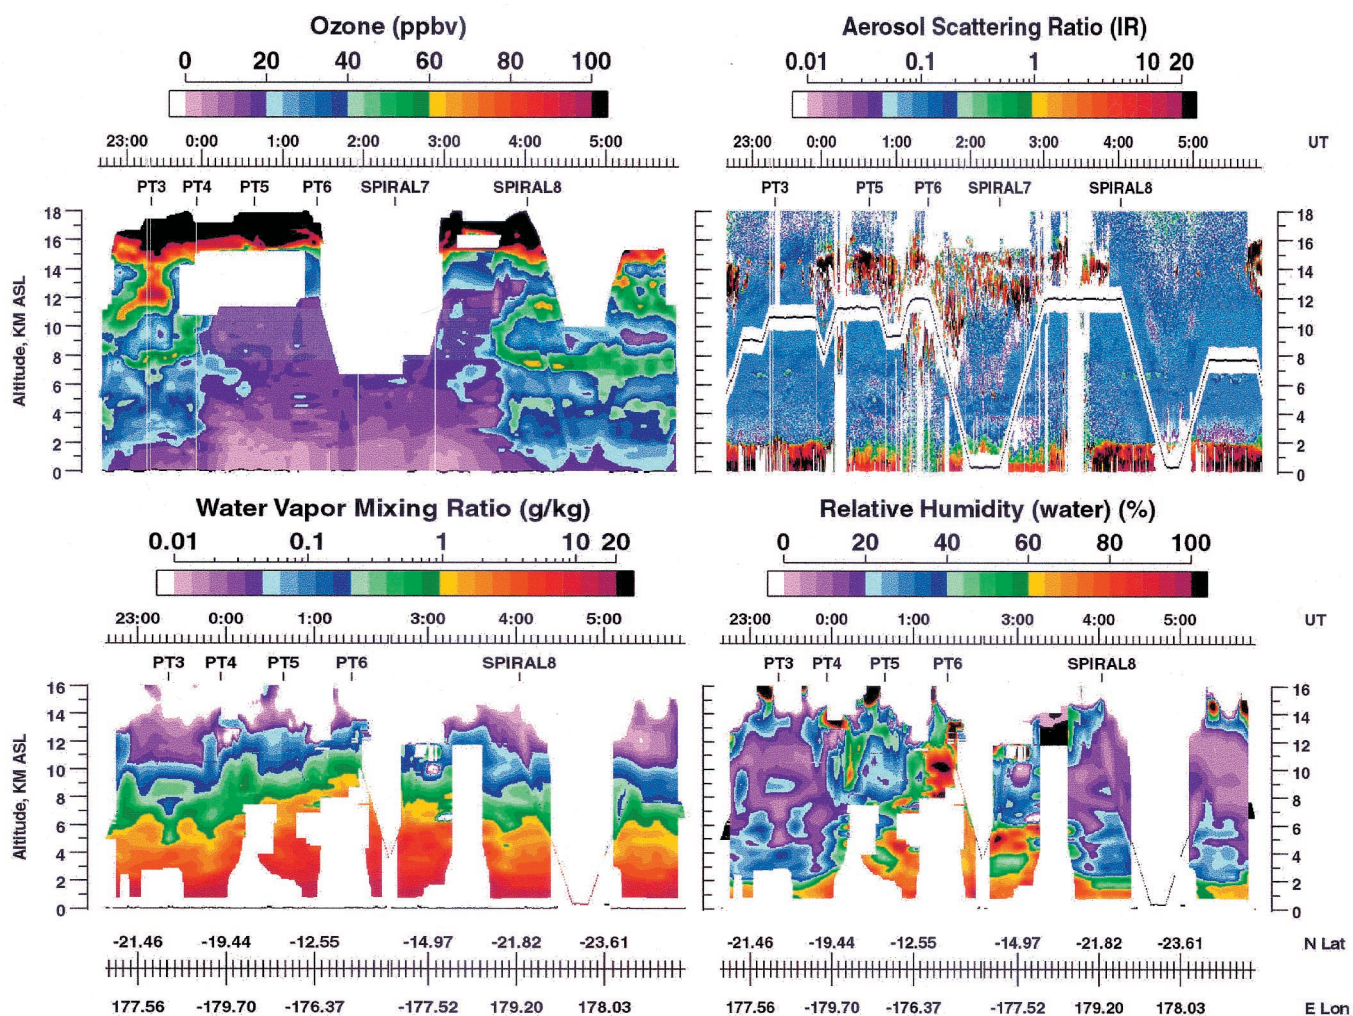 Ozone (ppbv)
0 20 40 60 80 100
23:00 0:00 1:00 2:00 3:00 4:00 5:00
PT3 PT4 PT5 PT6 SPIRAL7 SPIRAL8
18
16
14
12
10
8
6
4
2
0
Altitude, KM ASL
Aerosol Scattering Ratio (IR)
0.01 0.1 1 10 20
23:00 0:00 1:00 2:00 3:00 4:00 5:00 UT
PT3 PT5 PT6 SPIRAL7 SPIRAL8
18
16
14
12
10
8
6
4
2
0
Water Vapor Mixing Ratio (g/kg)
0.01 0.1 1 10 20
23:00 0:00 1:00 3:00 4:00 5:00
PT3 PT4 PT5 PT6 SPIRAL8
16
14
12
10
8
6
4
2
0
Altitude, KM ASL
Relative Humidity (water) (%)
0 20 40 60 80 100
23:00 0:00 1:00 3:00 4:00 5:00 UT
PT3 PT4 PT5 PT6 SPIRAL8
16
14
12
10
8
6
4
2
0
-21.46 -19.44 -12.55 -14.97 -21.82 -23.61
-21.46 -19.44 -12.55 -14.97 -21.82 -23.61 N Lat
177.56 -179.70 -176.37 -177.52 179.20 178.03
177.56 -179.70 -176.37 -177.52 179.20 178.03 E Lon